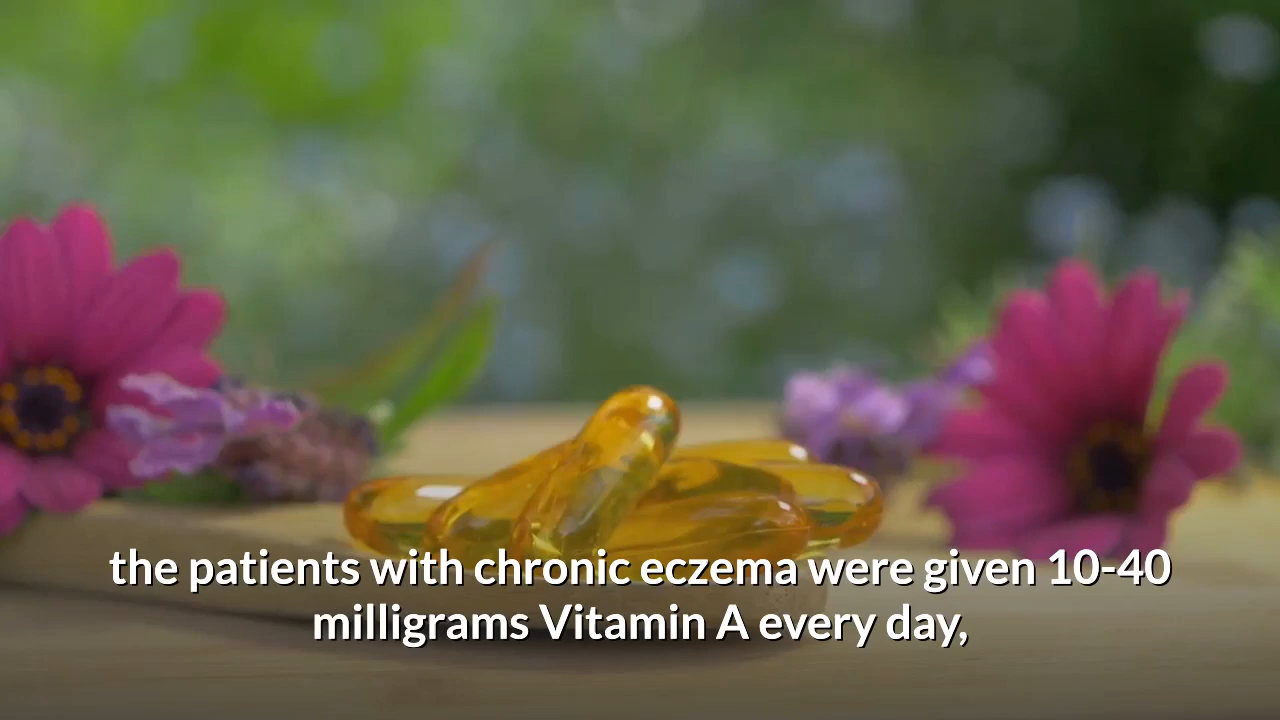 the patients with chronic eczema were given 10-40
milligrams Vitamin A every day,